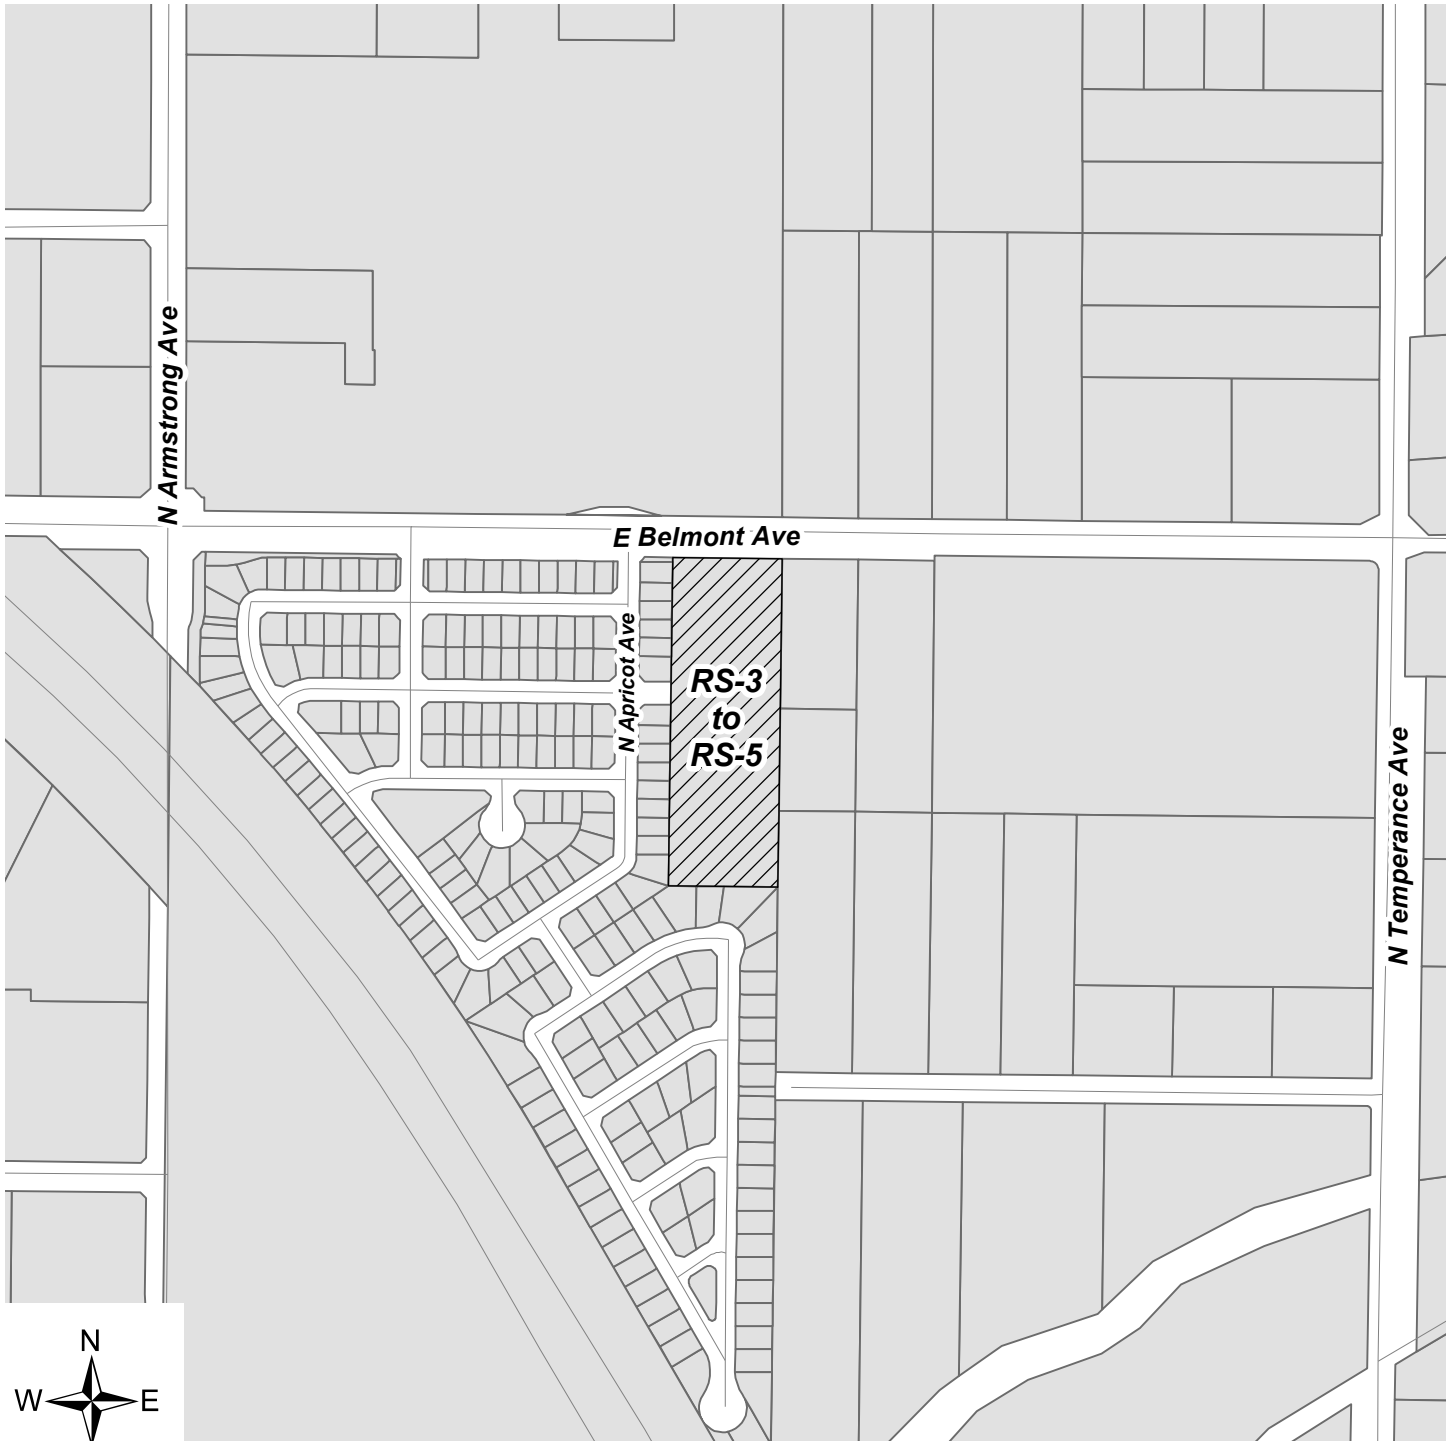 N Armstrong Ave
E Belmont Ave
N Apricot Ave
RS-3
to
RS-5
N Temperance Ave
N
W E